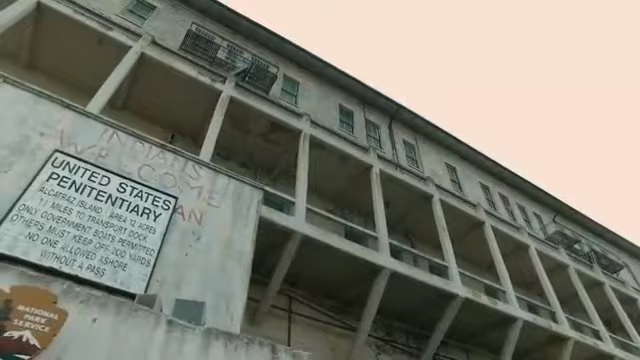 INDIANS
WELCOME
UNITED STATES
PENITENTIARY
ALCATRAZ ISLAND AREA 12 ACRES
1½ MILES TO TRANSPORT DOCK
ONLY GOVERNMENT BOATS PERMITTED
OTHERS MUST KEEP OFF 200 YARDS
NO ONE ALLOWED ASHORE
WITHOUT A PASS
AN
NATIONAL
PARK
SERVICE